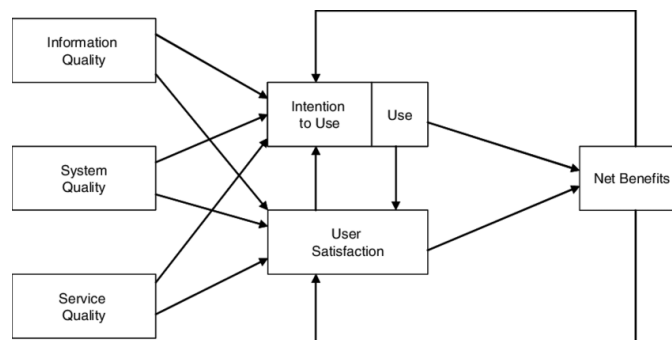 Information
Quality
Intention
to Use
Use
System
Quality
Net Benefits
User
Satisfaction
Service
Quality